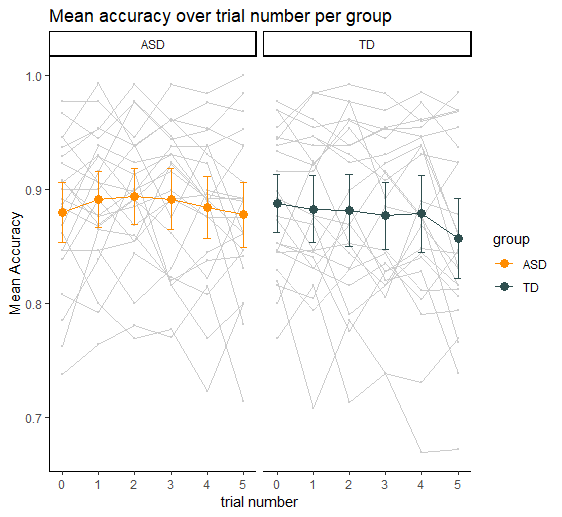 Mean accuracy over trial number per group
ASD
TD
Mean Accuracy
1.0
0.9
0.8
0.7
0 1 2 3 4 5
0 1 2 3 4 5
trial number
group
ASD
TD